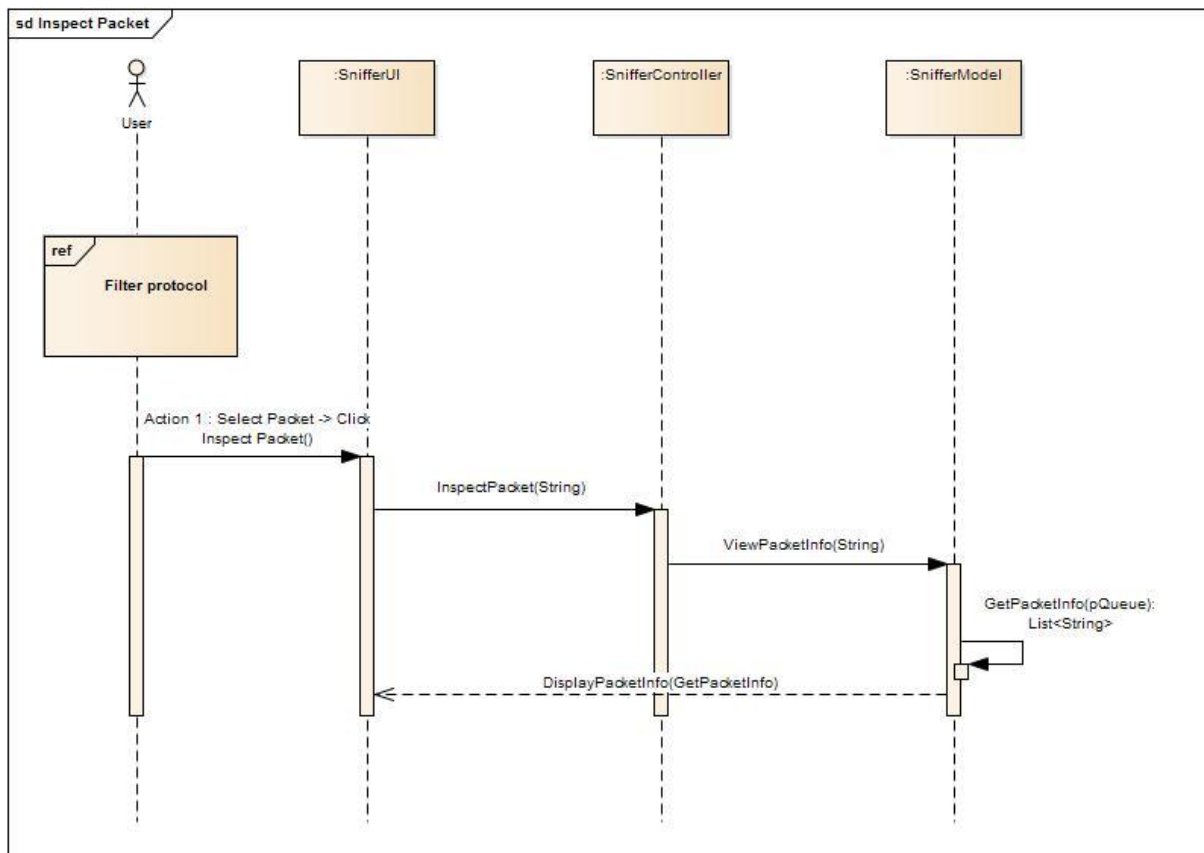 sd Inspect Packet
User
:SnifferUI
:SnifferController
:SnifferModel
ref
Filter protocol
Action 1 : Select Packet -> Click
Inspect Packet()
InspectPacket(String)
ViewPacketInfo(String)
GetPacketInfo(pQueue):
List<String>
DisplayPacketInfo(GetPacketInfo)